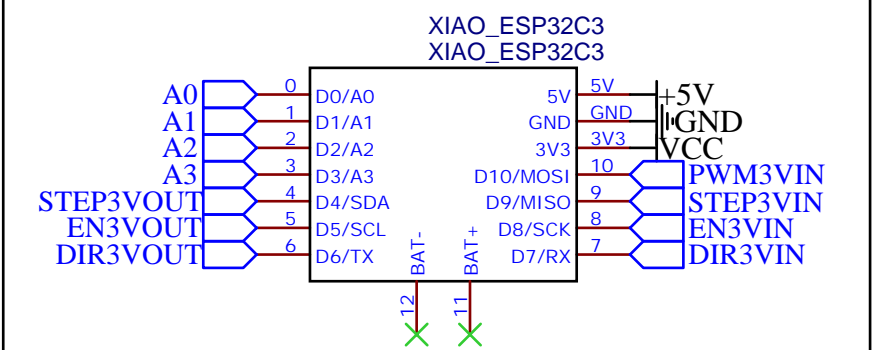 XIAO_ESP32C3
XIAO_ESP32C3
A0 0 D0/A0 5V 5V +5V
A1 1 D1/A1 GND GND GND
A2 2 D2/A2 3V3 3V3 VCC
A3 3 D3/A3 D10/MOSI 10 PWM3VIN
STEP3VOUT 4 D4/SDA D9/MISO 9 STEP3VIN
EN3VOUT 5 D5/SCL D8/SCK 8 EN3VIN
DIR3VOUT 6 D6/TX D7/RX 7 DIR3VIN
BAT- BAT+
12 11